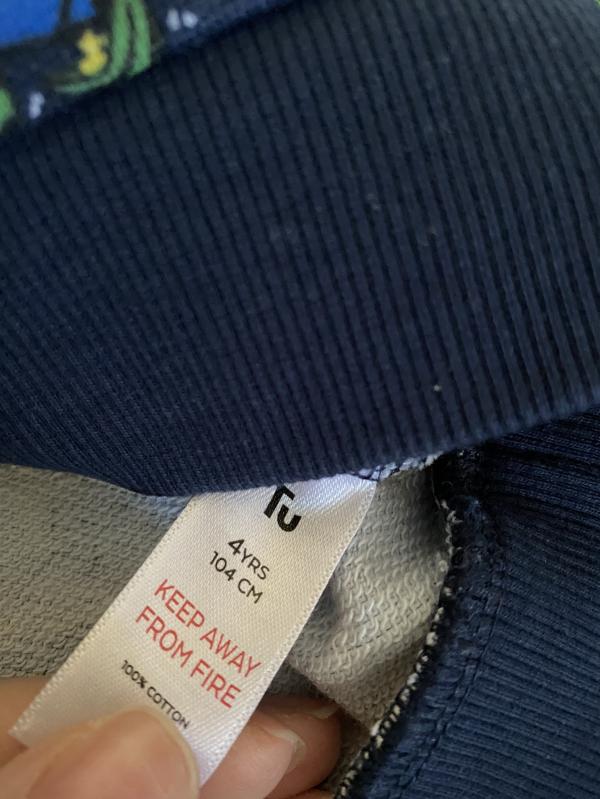 Tu
4YRS
104 CM
KEEP AWAY
FROM FIRE
100% COTTON